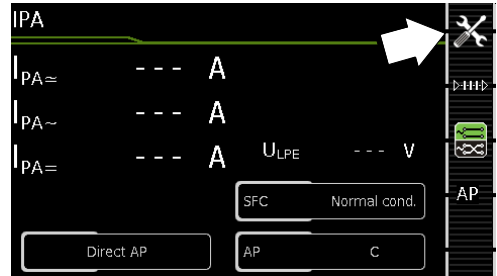 IPA
IPA≂ --- A
IPA~ --- A
IPA= --- A
ULPE --- V
SFC Normal cond.
AP
Direct AP
AP C